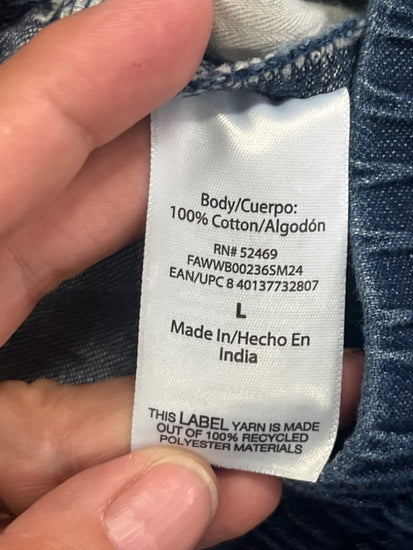 Body/Cuerpo:
100% Cotton/Algodón
RN# 52469
FAWWB00236SM24
EAN/UPC 8 40137732807
L
Made In/Hecho En
India
THIS LABEL YARN IS MADE
OUT OF 100% RECYCLED
POLYESTER MATERIALS